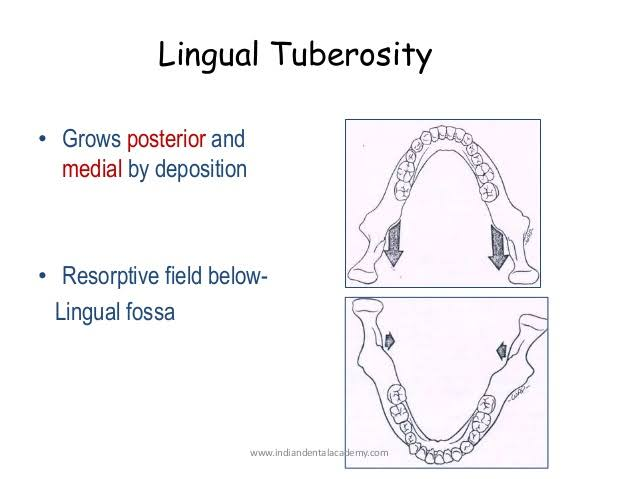 Lingual Tuberosity
• Grows posterior and
medial by deposition
• Resorptive field below-
Lingual fossa
www.indiandentalacademy.com